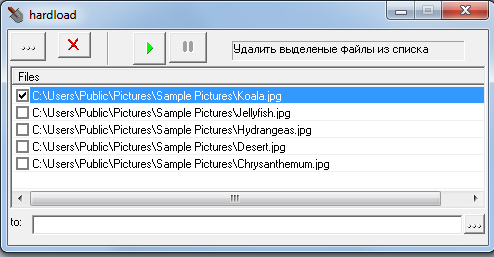 hardload
...
Удалить выделеные файлы из списка
Files
C:\Users\Public\Pictures\Sample Pictures\Koala.jpg
C:\Users\Public\Pictures\Sample Pictures\Jellyfish.jpg
C:\Users\Public\Pictures\Sample Pictures\Hydrangeas.jpg
C:\Users\Public\Pictures\Sample Pictures\Desert.jpg
C:\Users\Public\Pictures\Sample Pictures\Chrysanthemum.jpg
to: ...